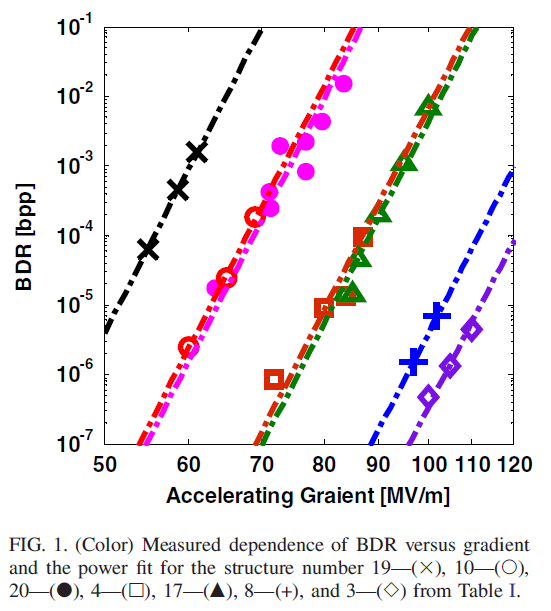 10^-1
10^-2
10^-3
10^-4
10^-5
10^-6
10^-7
BDR [bpp]
50 60 70 80 90 100 110 120
Accelerating Graient [MV/m]
FIG. 1. (Color) Measured dependence of BDR versus gradient
and the power fit for the structure number 19—(×), 10—(○),
20—(●), 4—(□), 17—(▲), 8—(+), and 3—(◇) from Table I.